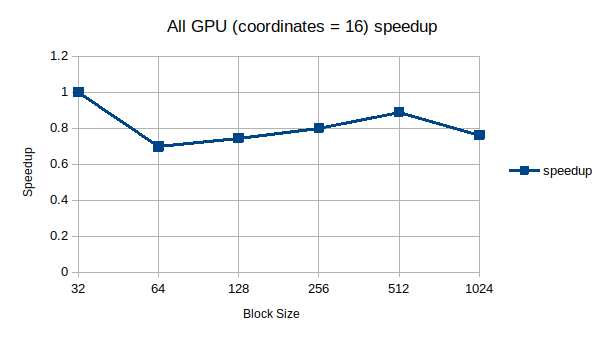 All GPU (coordinates = 16) speedup
1.2
1
0.8
0.6
0.4
0.2
0
Speedup
32 64 128 256 512 1024
Block Size
speedup